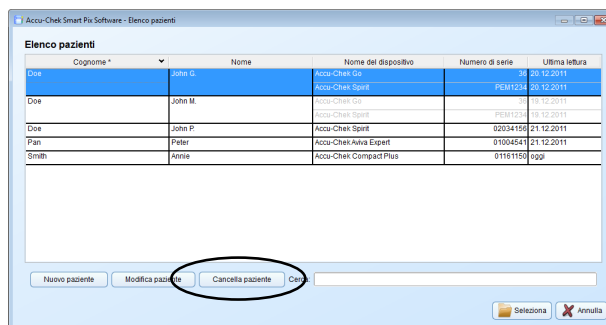 Accu-Chek Smart Pix Software - Elenco pazienti
Elenco pazienti
Cognome * Nome Nome del dispositivo Numero di serie Ultima lettura
Doe John G. Accu-Chek Go 36 20.12.2011
Accu-Chek Spirit PEM1234 20.12.2011
Doe John M. Accu-Chek Go 36 19.12.2011
Accu-Chek Spirit PEM1234 19.12.2011
Doe John P. Accu-Chek Spirit 02034156 21.12.2011
Pan Peter Accu-Chek Aviva Expert 01004541 21.12.2011
Smith Annie Accu-Chek Compact Plus 01161150 oggi
Nuovo paziente Modifica paziente Cancella paziente Cerca:
Seleziona Annulla